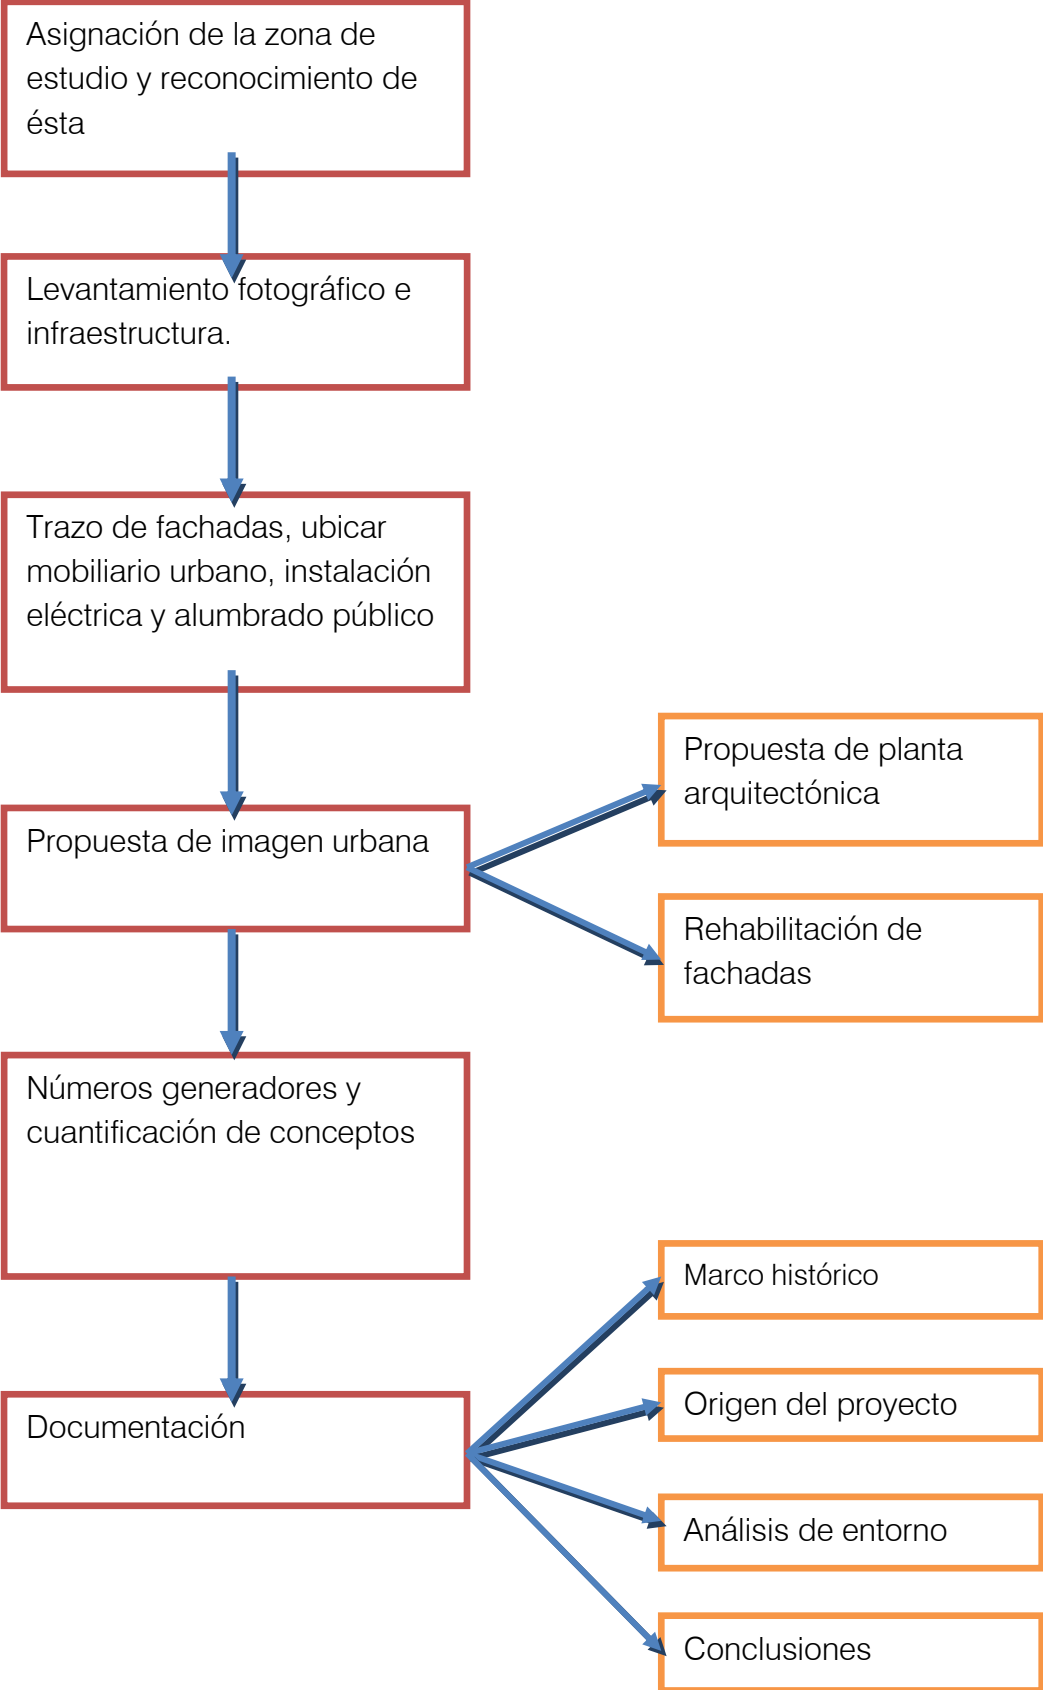 Asignación de la zona de
estudio y reconocimiento de
ésta
Levantamiento fotográfico e
infraestructura.
Trazo de fachadas, ubicar
mobiliario urbano, instalación
eléctrica y alumbrado público
Propuesta de imagen urbana
Propuesta de planta
arquitectónica
Rehabilitación de
fachadas
Números generadores y
cuantificación de conceptos
Documentación
Marco histórico
Origen del proyecto
Análisis de entorno
Conclusiones